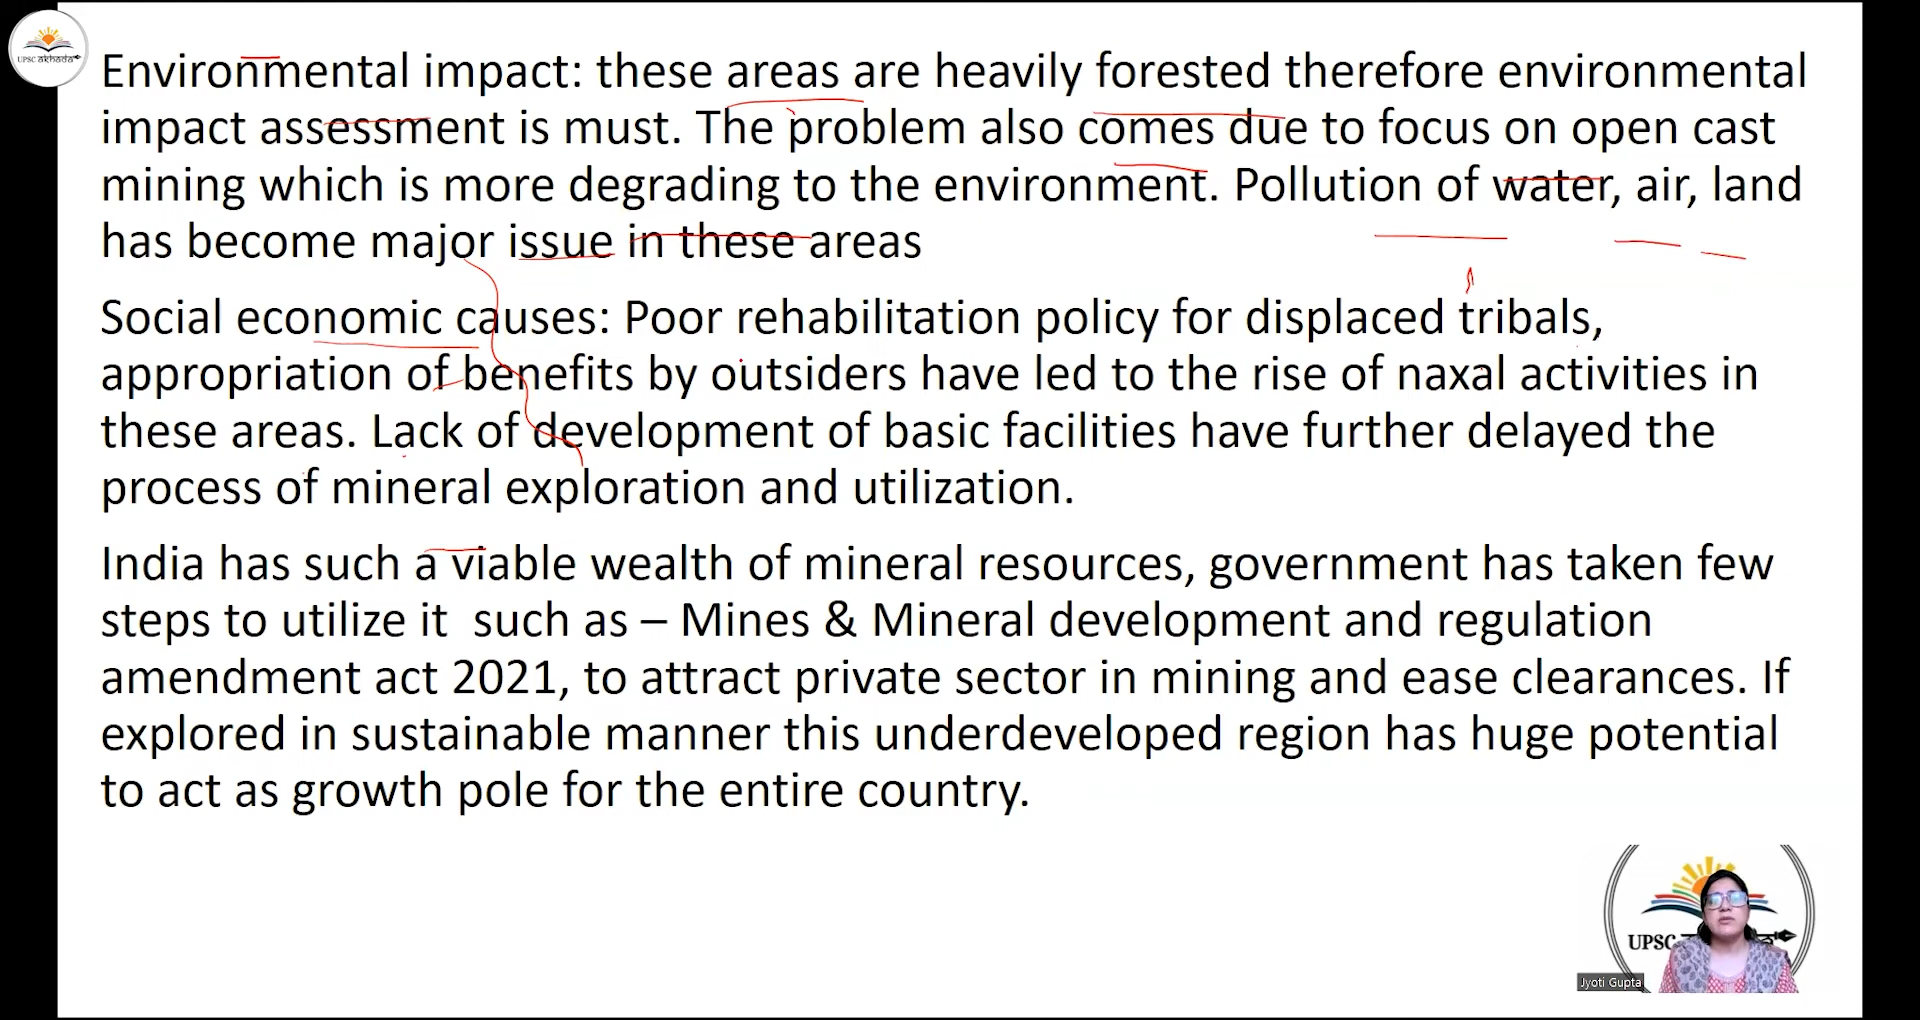 UPSC akhada
Environmental impact: these areas are heavily forested therefore environmental
impact assessment is must. The problem also comes due to focus on open cast
mining which is more degrading to the environment. Pollution of water, air, land
has become major issue in these areas
Social economic causes: Poor rehabilitation policy for displaced tribals,
appropriation of benefits by outsiders have led to the rise of naxal activities in
these areas. Lack of development of basic facilities have further delayed the
process of mineral exploration and utilization.
India has such a viable wealth of mineral resources, government has taken few
steps to utilize it such as – Mines & Mineral development and regulation
amendment act 2021, to attract private sector in mining and ease clearances. If
explored in sustainable manner this underdeveloped region has huge potential
to act as growth pole for the entire country.
UPSC
Jyoti Gupta